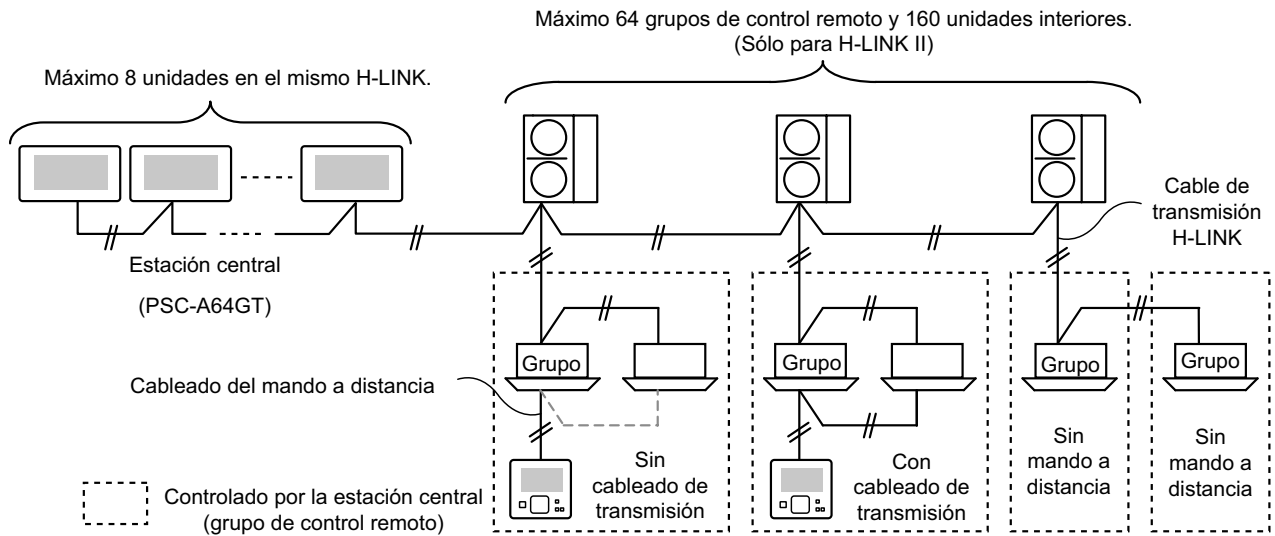 Máximo 64 grupos de control remoto y 160 unidades interiores.
(Sólo para H-LINK II)
Máximo 8 unidades en el mismo H-LINK.
Cable de
transmisión
H-LINK
Estación central
(PSC-A64GT)
Grupo
Grupo
Grupo
Grupo
Cableado del mando a distancia
Sin
cableado de
transmisión
Con
cableado de
transmisión
Sin
mando a
distancia
Sin
mando a
distancia
Controlado por la estación central
(grupo de control remoto)